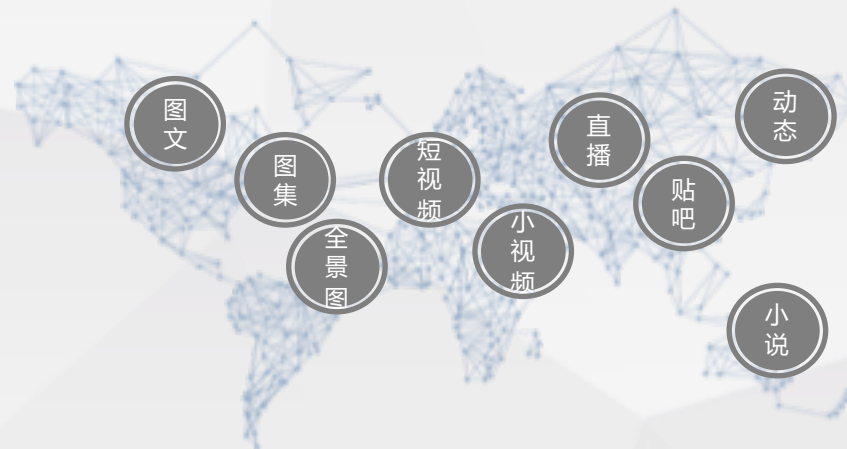 图
文
图
集
全
景
图
短
视
频
小
视
频
直
播
贴
吧
动
态
小
说